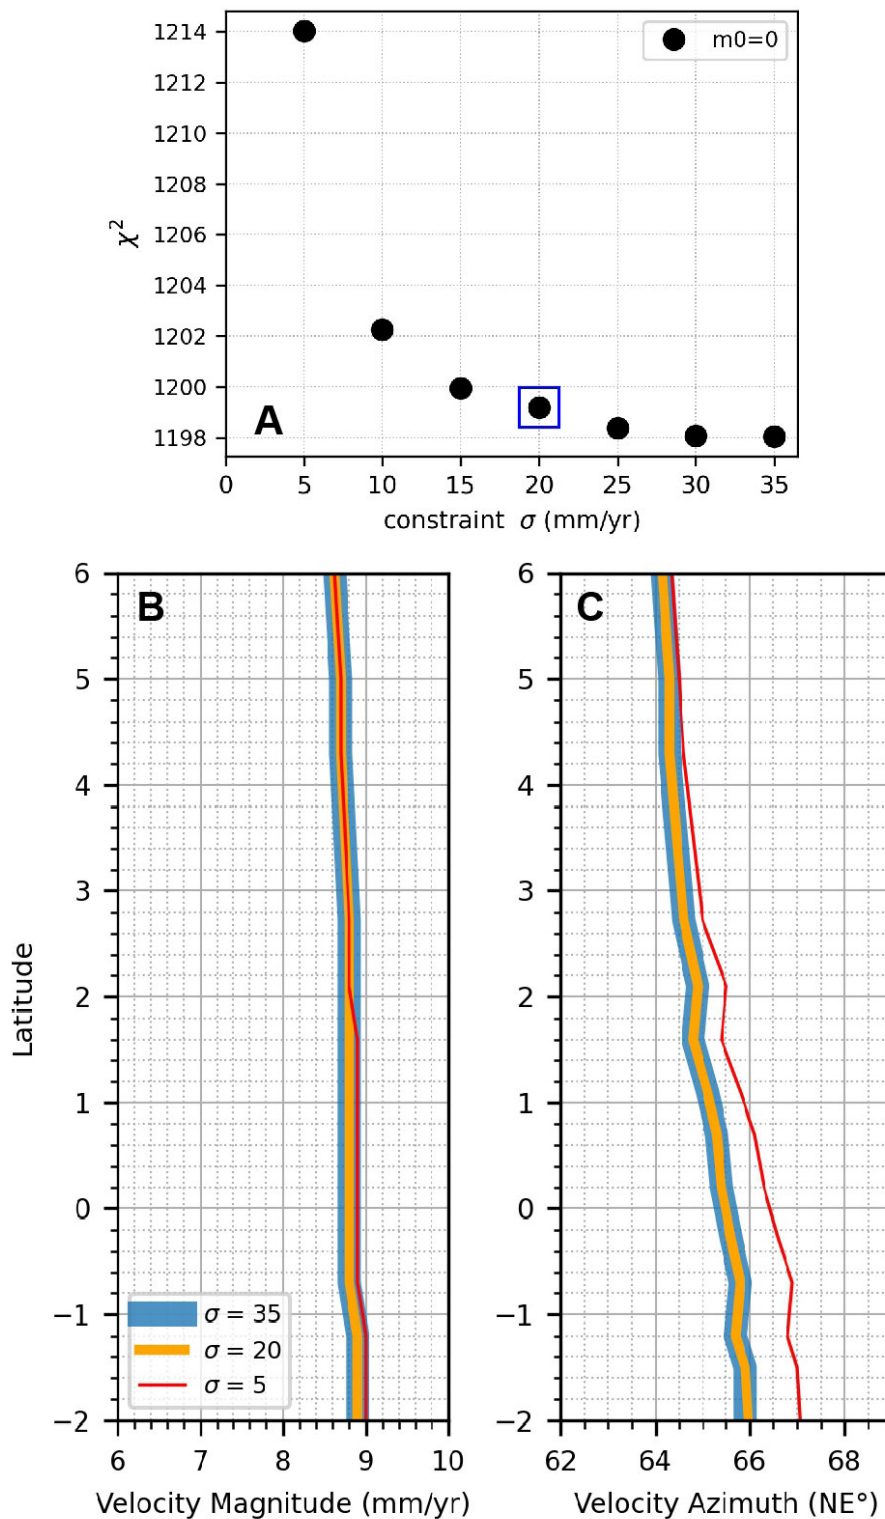 1214
1212
1210
1208
1206
1204
1202
1200
1198
χ²
m0=0
A
0 5 10 15 20 25 30 35
constraint σ (mm/yr)
6
5
4
3
2
1
0
−1
−2
Latitude
B
σ = 35
σ = 20
σ = 5
6 7 8 9 10
Velocity Magnitude (mm/yr)
6
5
4
3
2
1
0
−1
−2
C
62 64 66 68
Velocity Azimuth (NE°)